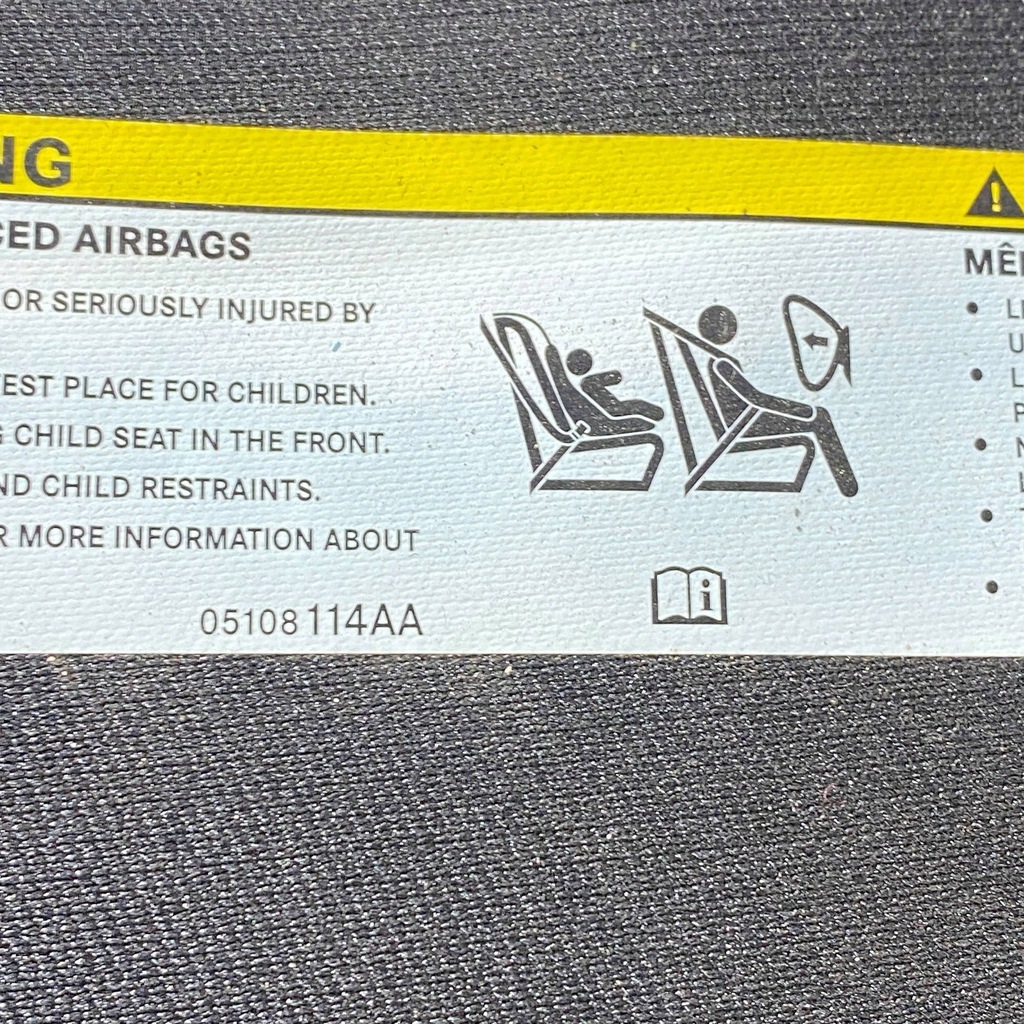 NG
CED AIRBAGS
OR SERIOUSLY INJURED BY
EST PLACE FOR CHILDREN.
G CHILD SEAT IN THE FRONT.
ND CHILD RESTRAINTS.
R MORE INFORMATION ABOUT
05108114AA
i
!
MÊ
L
U
L
P
N
L